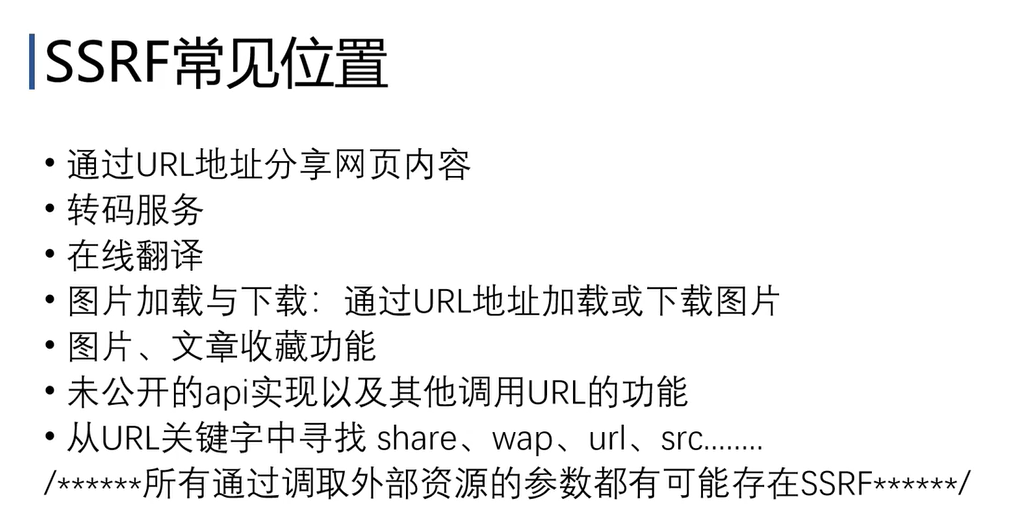 SSRF常见位置
• 通过URL地址分享网页内容
• 转码服务
• 在线翻译
• 图片加载与下载：通过URL地址加载或下载图片
• 图片、文章收藏功能
• 未公开的api实现以及其他调用URL的功能
• 从URL关键字中寻找 share、wap、url、src........
/******所有通过调取外部资源的参数都有可能存在SSRF******/